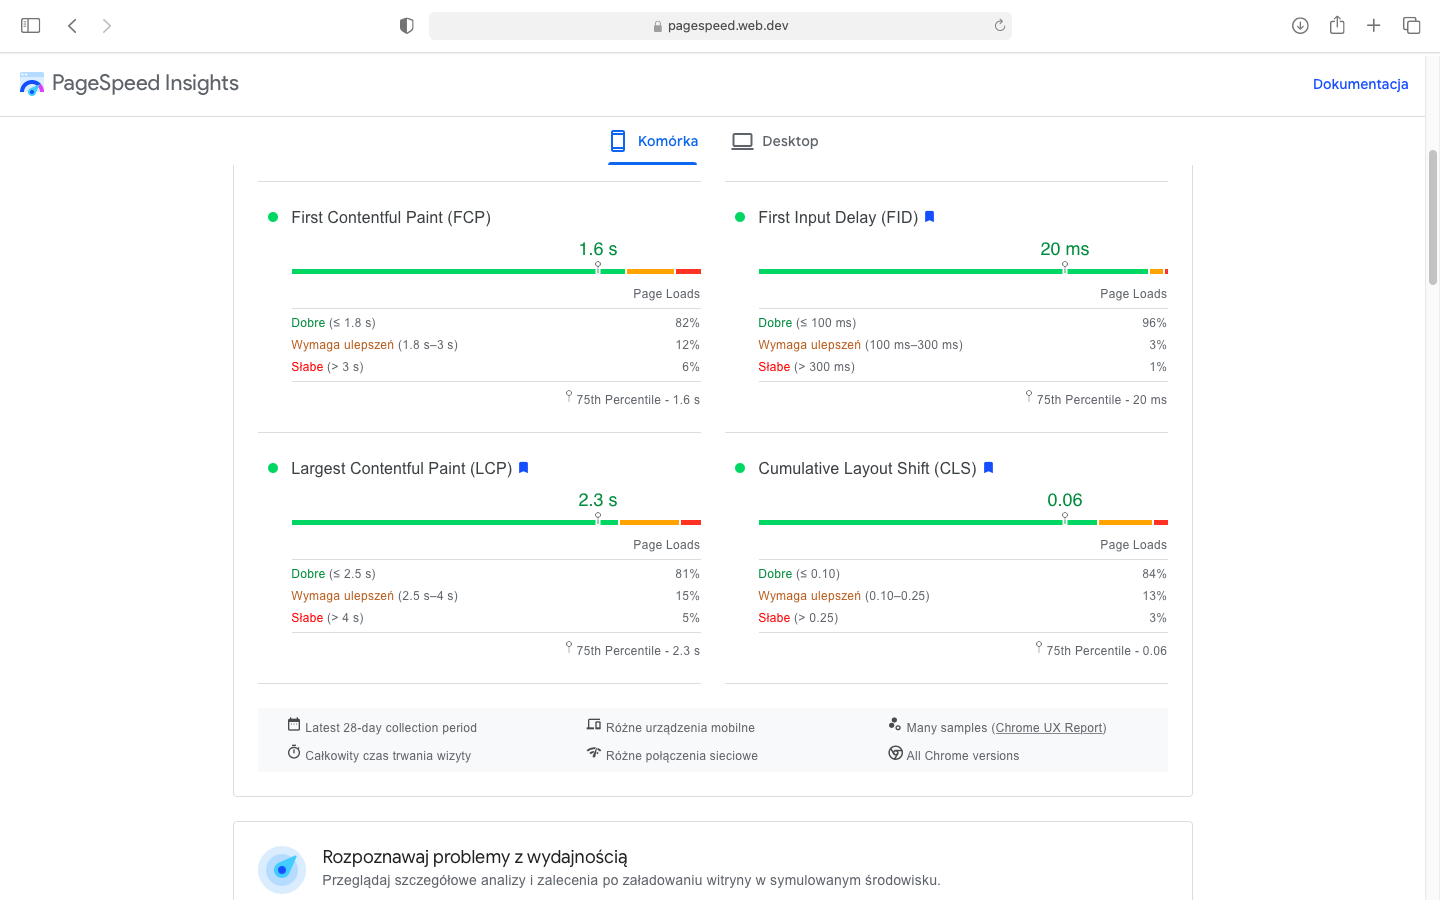 pagespeed.web.dev
PageSpeed Insights
Dokumentacja
Komórka
Desktop
First Contentful Paint (FCP)
1.6 s
Page Loads
Dobre (≤ 1.8 s) 82%
Wymaga ulepszeń (1.8 s–3 s) 12%
Słabe (> 3 s) 6%
75th Percentile - 1.6 s
First Input Delay (FID)
20 ms
Page Loads
Dobre (≤ 100 ms) 96%
Wymaga ulepszeń (100 ms–300 ms) 3%
Słabe (> 300 ms) 1%
75th Percentile - 20 ms
Largest Contentful Paint (LCP)
2.3 s
Page Loads
Dobre (≤ 2.5 s) 81%
Wymaga ulepszeń (2.5 s–4 s) 15%
Słabe (> 4 s) 5%
75th Percentile - 2.3 s
Cumulative Layout Shift (CLS)
0.06
Page Loads
Dobre (≤ 0.10) 84%
Wymaga ulepszeń (0.10–0.25) 13%
Słabe (> 0.25) 3%
75th Percentile - 0.06
Latest 28-day collection period
Różne urządzenia mobilne
Many samples (Chrome UX Report)
Całkowity czas trwania wizyty
Różne połączenia sieciowe
All Chrome versions
Rozpoznawaj problemy z wydajnością
Przeglądaj szczegółowe analizy i zalecenia po załadowaniu witryny w symulowanym środowisku.